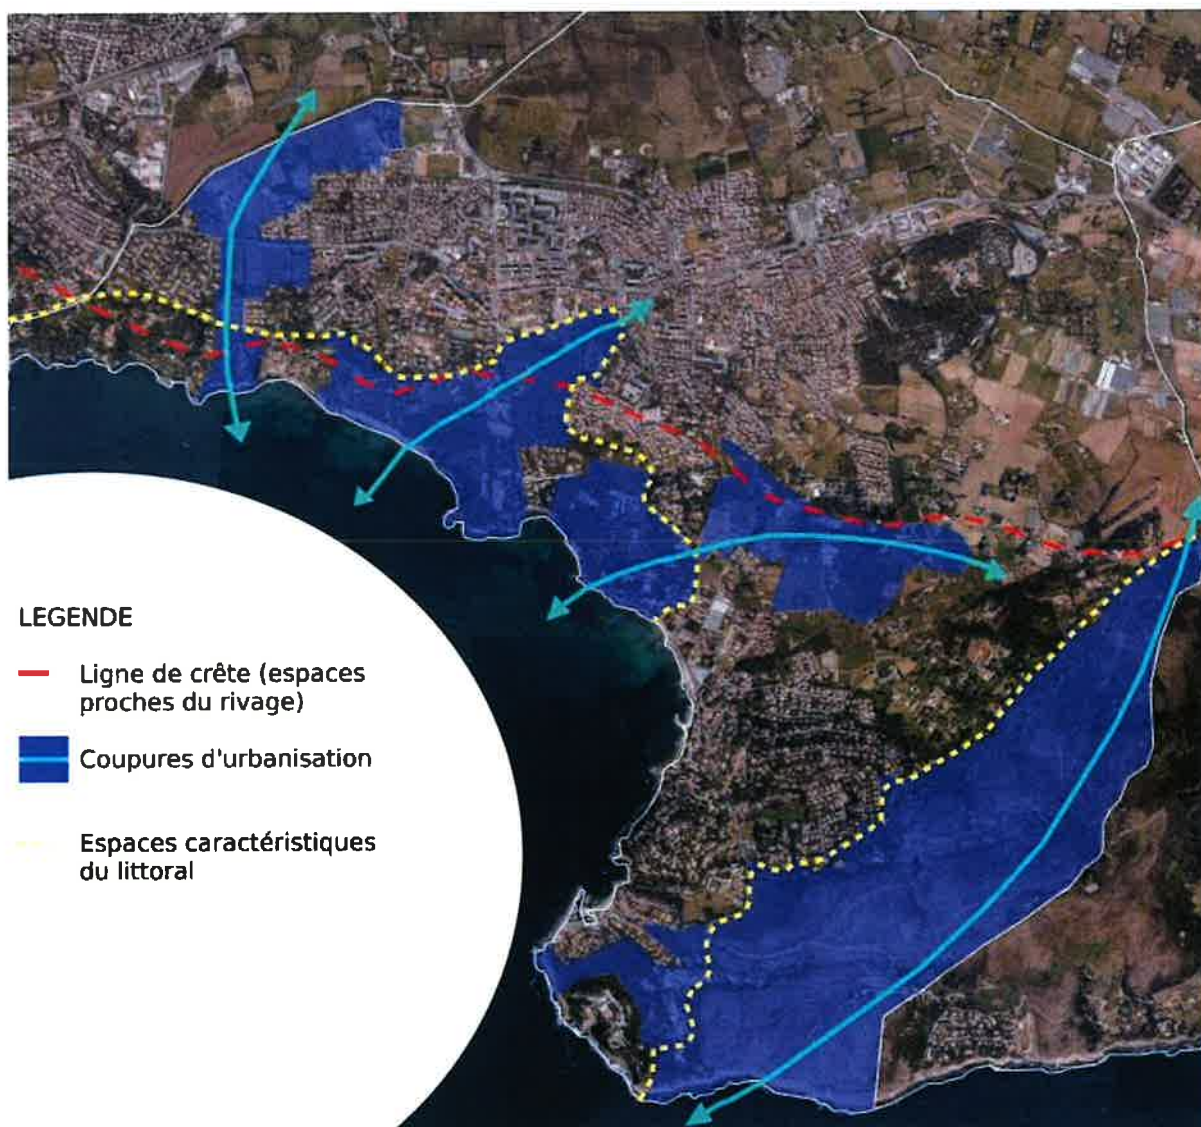 LEGENDE
Ligne de crête (espaces
proches du rivage)
Coupures d'urbanisation
Espaces caractéristiques
du littoral